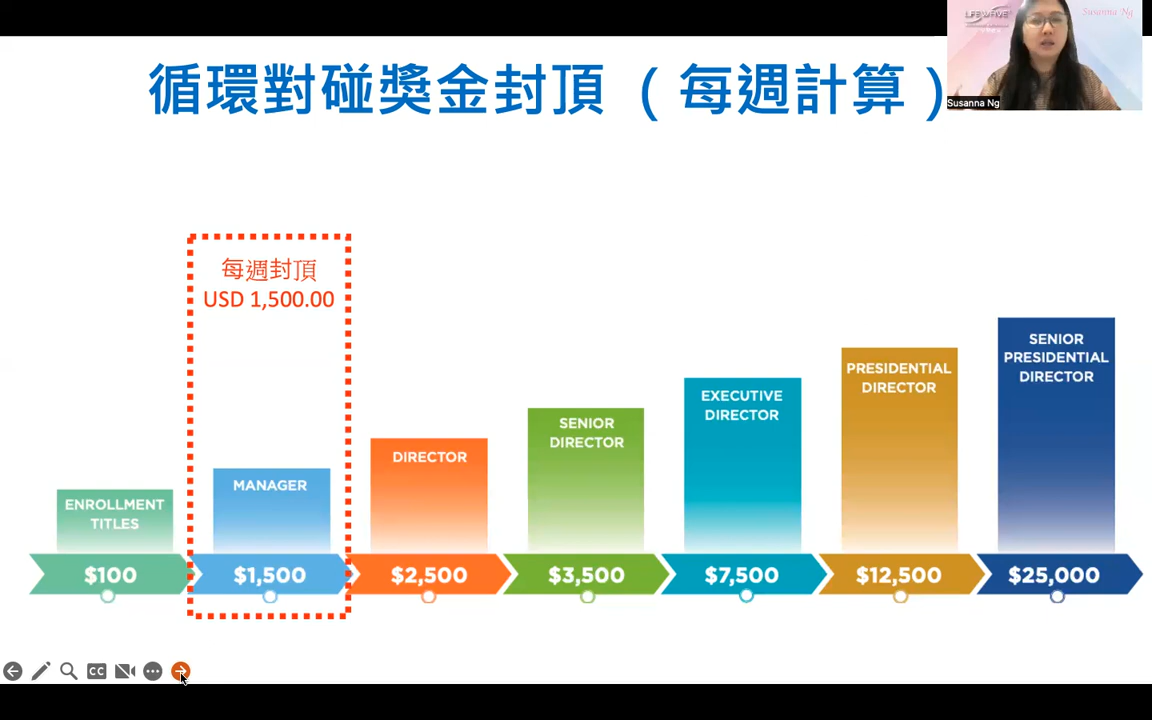 循環對碰獎金封頂（每週計算）
LIFEWAVE
Susanna Ng
Susanna Ng
每週封頂
USD 1,500.00
ENROLLMENT
TITLES
MANAGER
DIRECTOR
SENIOR
DIRECTOR
EXECUTIVE
DIRECTOR
PRESIDENTIAL
DIRECTOR
SENIOR
PRESIDENTIAL
DIRECTOR
$100
$1,500
$2,500
$3,500
$7,500
$12,500
$25,000
CC